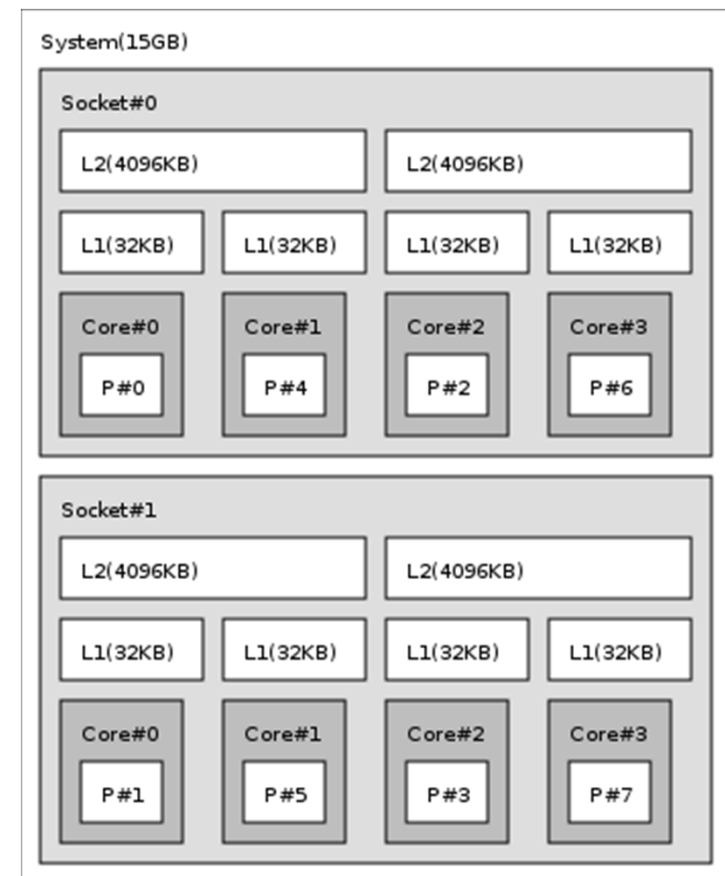 System(15GB)
Socket#0
L2(4096KB) L2(4096KB)
L1(32KB) L1(32KB) L1(32KB) L1(32KB)
Core#0 Core#1 Core#2 Core#3
P#0 P#4 P#2 P#6
Socket#1
L2(4096KB) L2(4096KB)
L1(32KB) L1(32KB) L1(32KB) L1(32KB)
Core#0 Core#1 Core#2 Core#3
P#1 P#5 P#3 P#7